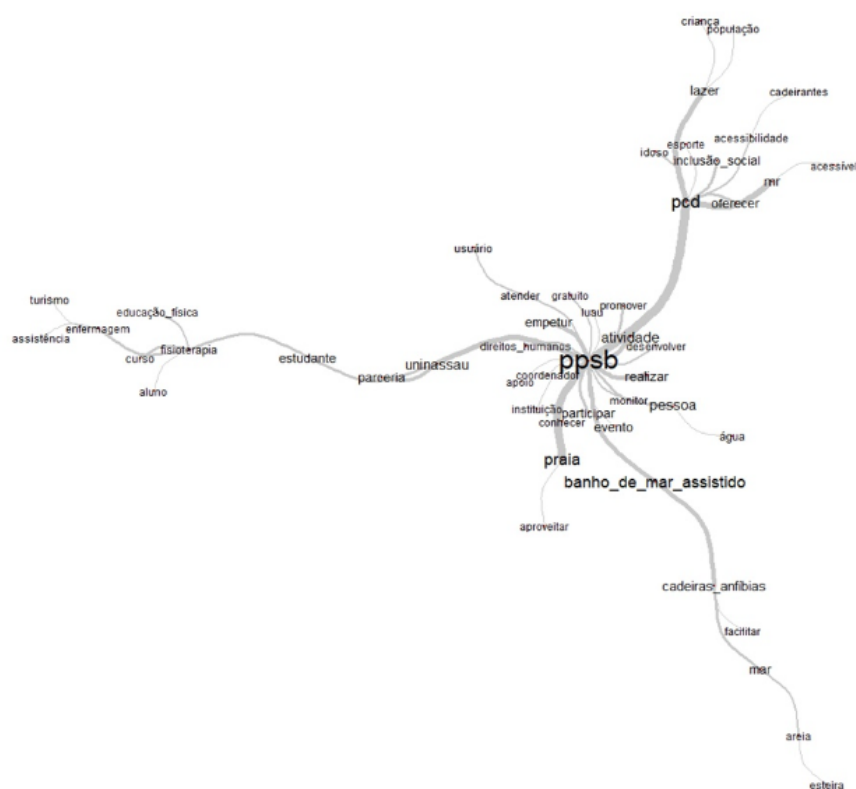 criança
população
lazer
cadeirantes
esporte
acessibilidade
idoso
inclusão_social
acessível
mr
pcd
oferecer
usuário
atender
gratuito
turismo
educação_física
empetur
luau
promover
assistência
enfermagem
direitos_humanos
atividade
curso
fisioterapia
estudante
uninassau
ppsb
desenvolver
parceria
apoio
coordenador
realizar
aluno
monitor
pessoa
instituição
participar
conhecer
evento
água
praia
banho_de_mar_assistido
aproveitar
cadeiras_anfíbias
facilitar
mar
areia
esteira